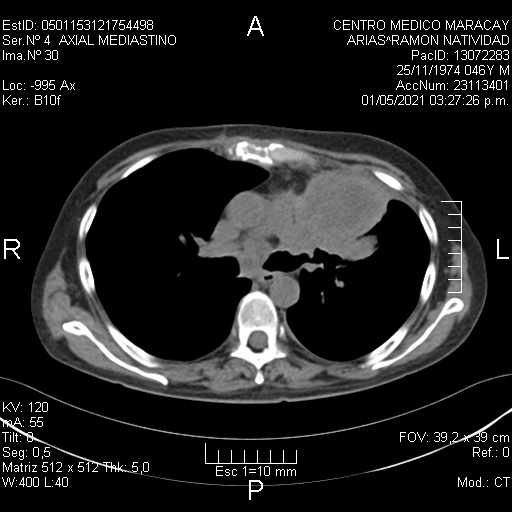 EstID: 0501153121754498
Ser.Nº 4 AXIAL MEDIASTINO
Ima.Nº 30
Loc: -995 Ax
Ker.: B10f
A
CENTRO MEDICO MARACAY
ARIAS^RAMON NATIVIDAD
PacID: 13072283
25/11/1974 046Y M
AccNum: 23113401
01/05/2021 03:27:26 p.m.
R
L
KV: 120
mA: 55
Tilt: 0
Seg: 0,5
Matriz 512 x 512 Thk: 5,0
W:400 L:40
Esc 1=10 mm
P
FOV: 39,2 x 39 cm
Ref.: 0
Mod.: CT